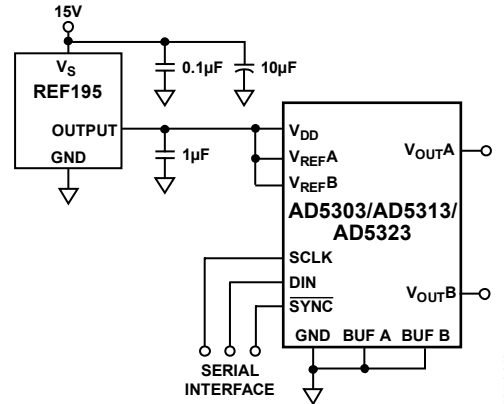 15V
VS
REF195
OUTPUT
GND
0.1µF
10µF
1µF
VDD
VREFA
VREFB
VOUTA
AD5303/AD5313/
AD5323
SCLK
DIN
SYNC
VOUTB
GND BUF A BUF B
SERIAL
INTERFACE